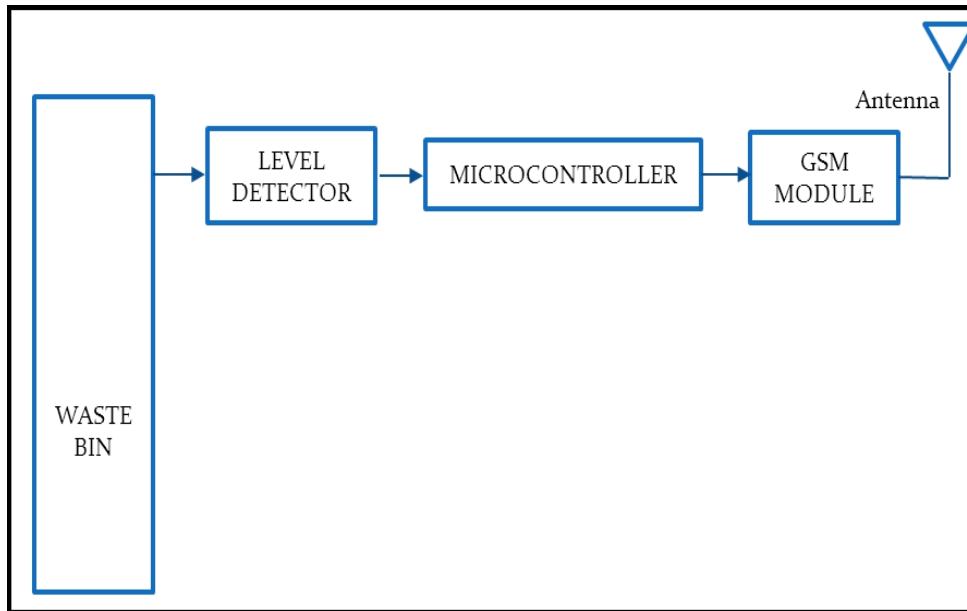 Antenna
LEVEL
DETECTOR
MICROCONTROLLER
GSM
MODULE
WASTE
BIN